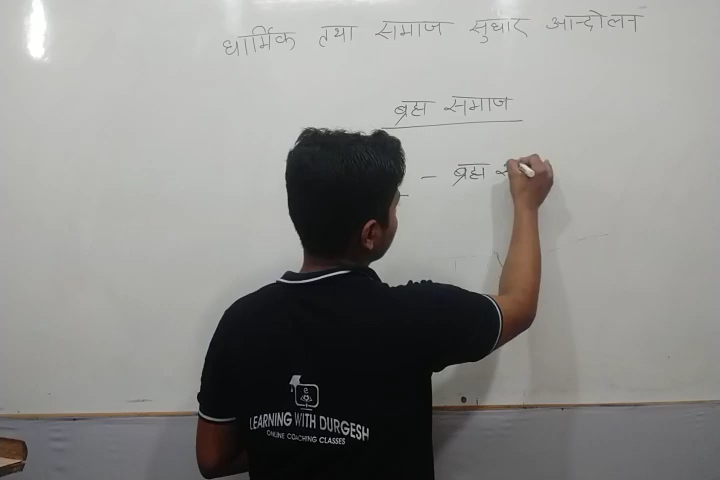 धार्मिक तथा समाज सुधार आन्दोलन
ब्रह्म समाज
- ब्रह्म
LEARNING WITH DURGESH
ONLINE COACHING CLASSES